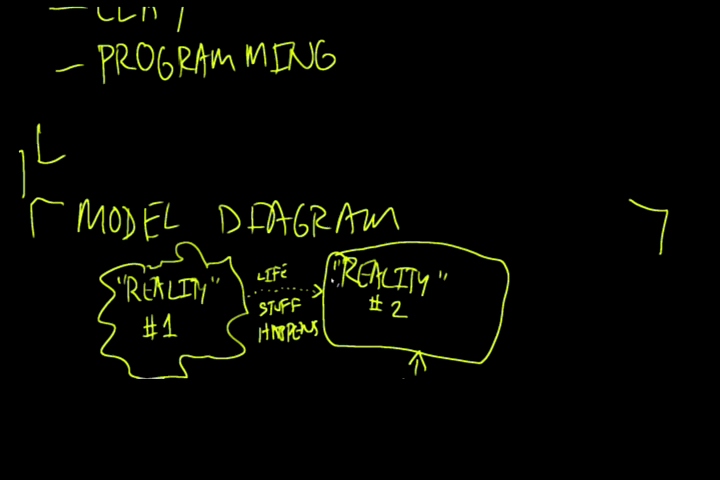 - PROGRAMMING
MODEL DIAGRAM
"REALITY"
#1
LIFE
STUFF
HAPPENS
"REALITY"
#2